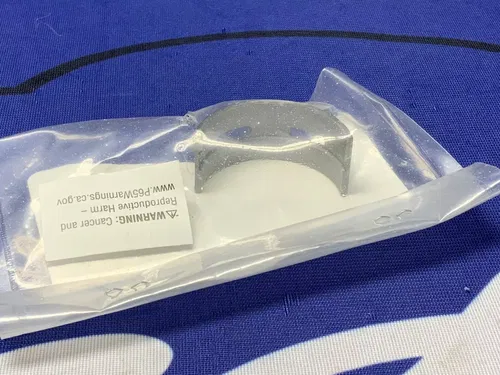 ⚠WARNING: Cancer and
Reproductive Harm –
www.P65Warnings.ca.gov